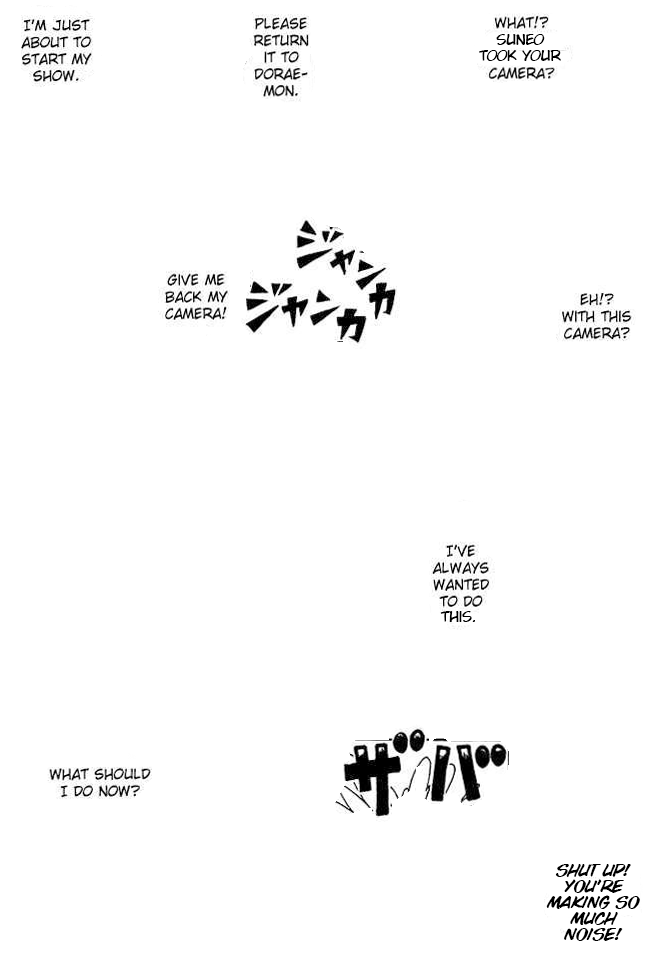 WHAT!?
SUNEO
TOOK YOUR
CAMERA?
PLEASE
RETURN
IT TO
DORAE-
MON.
I'M JUST
ABOUT TO
START MY
SHOW.
EH!?
WITH THIS
CAMERA?
ジャンカ
ジャンカ
GIVE ME
BACK MY
CAMERA!
I'VE
ALWAYS
WANTED
TO DO
THIS.
SHUT UP!
YOU'RE
MAKING SO
MUCH
NOISE!
ザバ
WHAT SHOULD
I DO NOW?